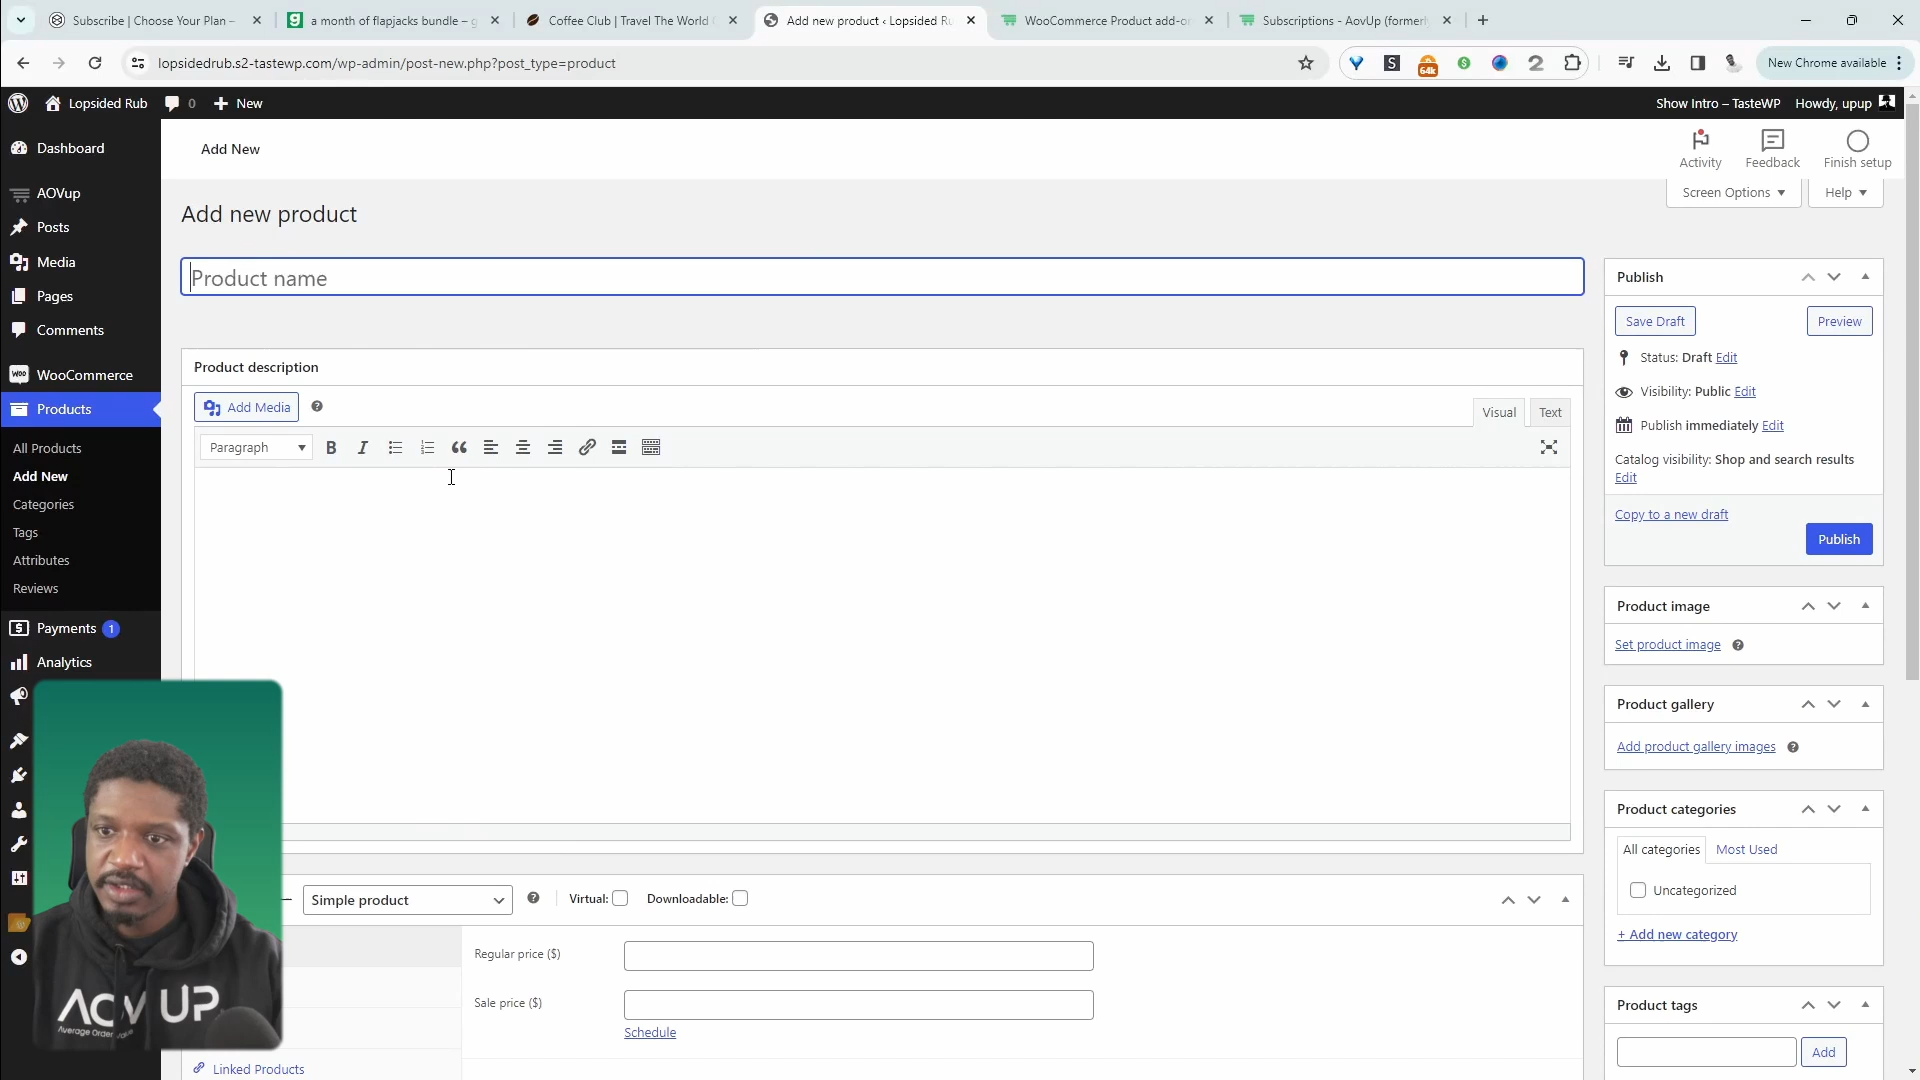 Subscribe | Choose Your Plan –
a month of flapjacks bundle – g
Coffee Club | Travel The World
Add new product ‹ Lopsided Ru
WooCommerce Product add-o
Subscriptions - AovUp (formerl
lopsidedrub.s2-tastewp.com/wp-admin/post-new.php?post_type=product
64k
New Chrome available
Lopsided Rub
0
New
Show Intro – TasteWP
Howdy, upup
Dashboard
AOVup
Posts
Media
Pages
Comments
WooCommerce
Products
All Products
Add New
Categories
Tags
Attributes
Reviews
Payments 1
Analytics
Add New
Activity
Feedback
Finish setup
Screen Options
Help
Add new product
Product name
Product description
Add Media
Visual
Text
Paragraph
Simple product
Virtual:
Downloadable:
Regular price ($)
Sale price ($)
Schedule
Linked Products
Publish
Save Draft
Preview
Status: Draft Edit
Visibility: Public Edit
Publish immediately Edit
Catalog visibility: Shop and search results
Edit
Copy to a new draft
Publish
Product image
Set product image
Product gallery
Add product gallery images
Product categories
All categories
Most Used
Uncategorized
+ Add new category
Product tags
Add
AOV UP
Average Order